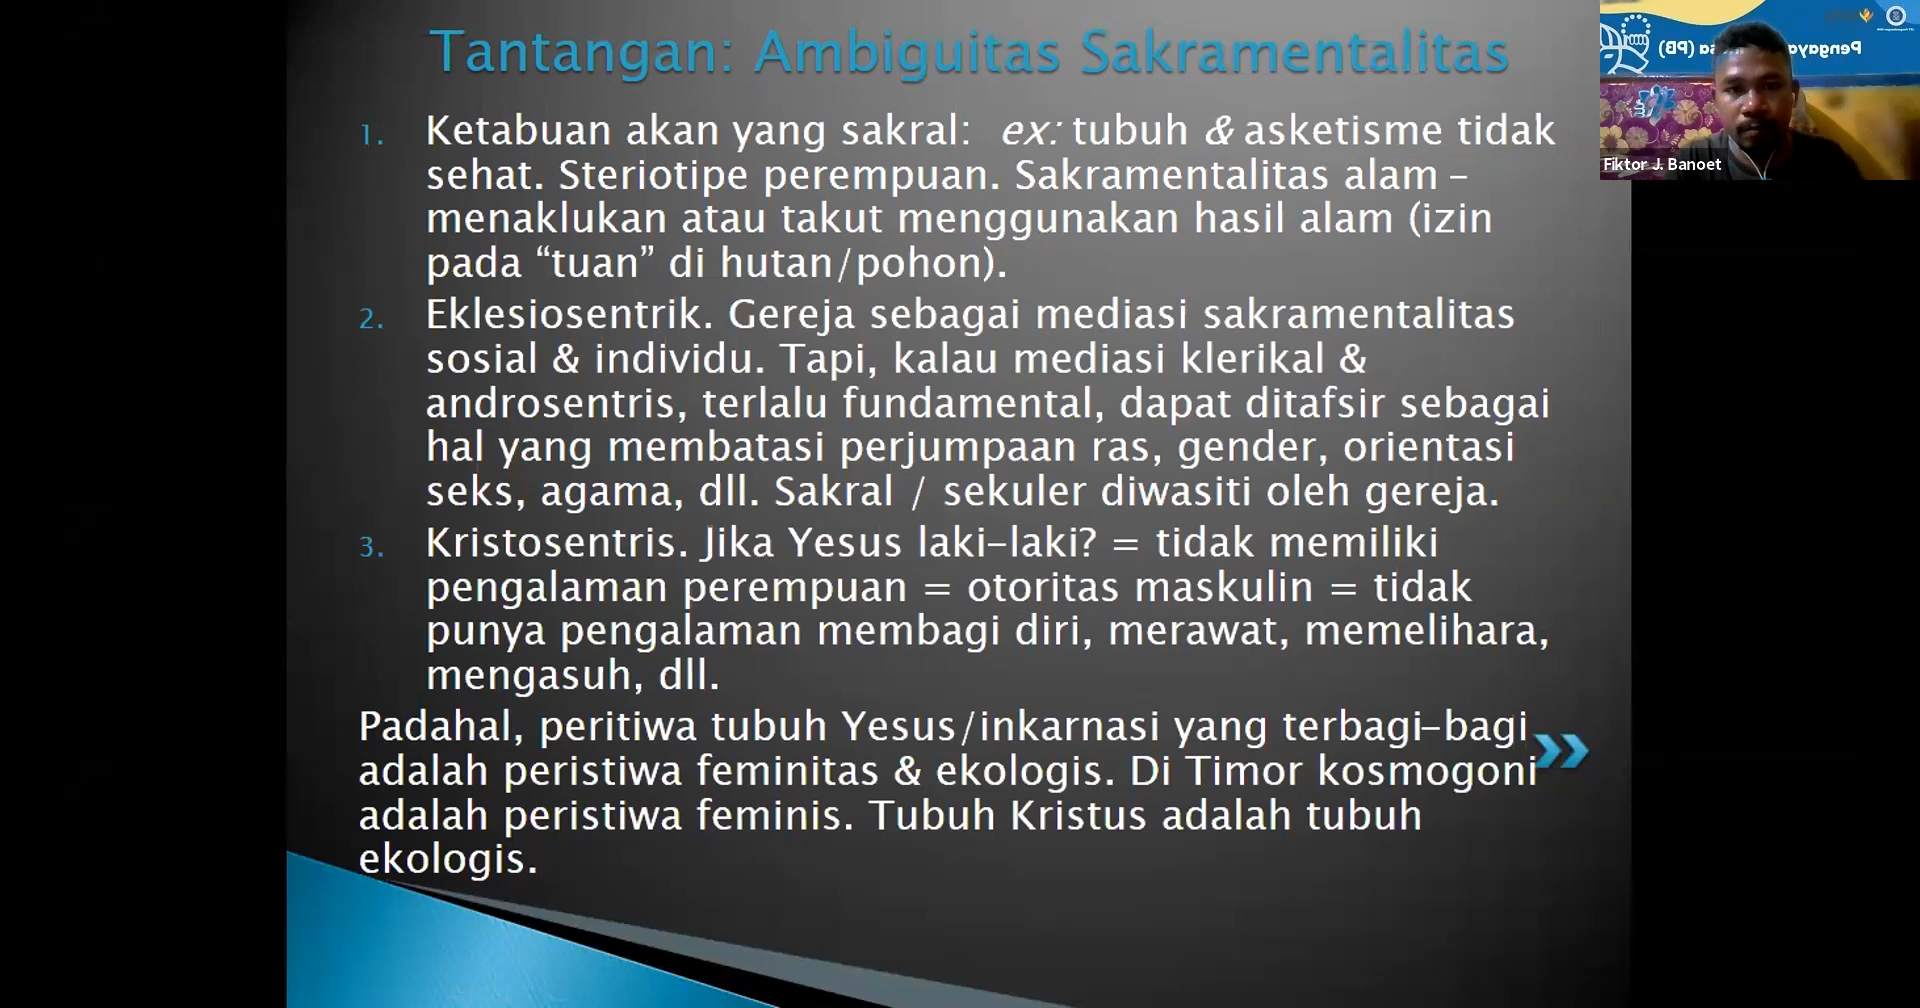 Tantangan: Ambiguitas Sakramentalitas
1. Ketabuan akan yang sakral: ex: tubuh & asketisme tidak
sehat. Steriotipe perempuan. Sakramentalitas alam –
menaklukan atau takut menggunakan hasil alam (izin
pada “tuan” di hutan/pohon).
2. Eklesiosentrik. Gereja sebagai mediasi sakramentalitas
sosial & individu. Tapi, kalau mediasi klerikal &
androsentris, terlalu fundamental, dapat ditafsir sebagai
hal yang membatasi perjumpaan ras, gender, orientasi
seks, agama, dll. Sakral / sekuler diwasiti oleh gereja.
3. Kristosentris. Jika Yesus laki-laki? = tidak memiliki
pengalaman perempuan = otoritas maskulin = tidak
punya pengalaman membagi diri, merawat, memelihara,
mengasuh, dll.
Padahal, peritiwa tubuh Yesus/inkarnasi yang terbagi-bagi
adalah peristiwa feminitas & ekologis. Di Timor kosmogoni
adalah peristiwa feminis. Tubuh Kristus adalah tubuh
ekologis.
(PB)
Fiktor J. Banoet